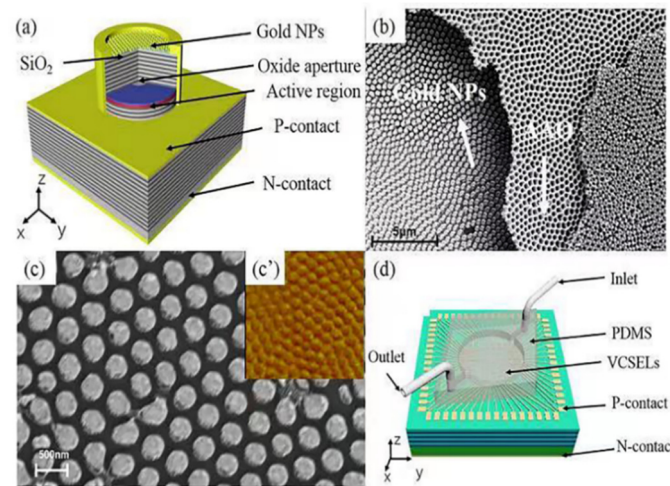 (a)
Gold NPs
SiO₂
Oxide aperture
Active region
P-contact
N-contact
z
x
y
(b)
Gold NPs
AAO
5μm
(c)
(c')
500nm
(d)
Inlet
PDMS
VCSELs
Outlet
P-contact
N-contact
z
x
y